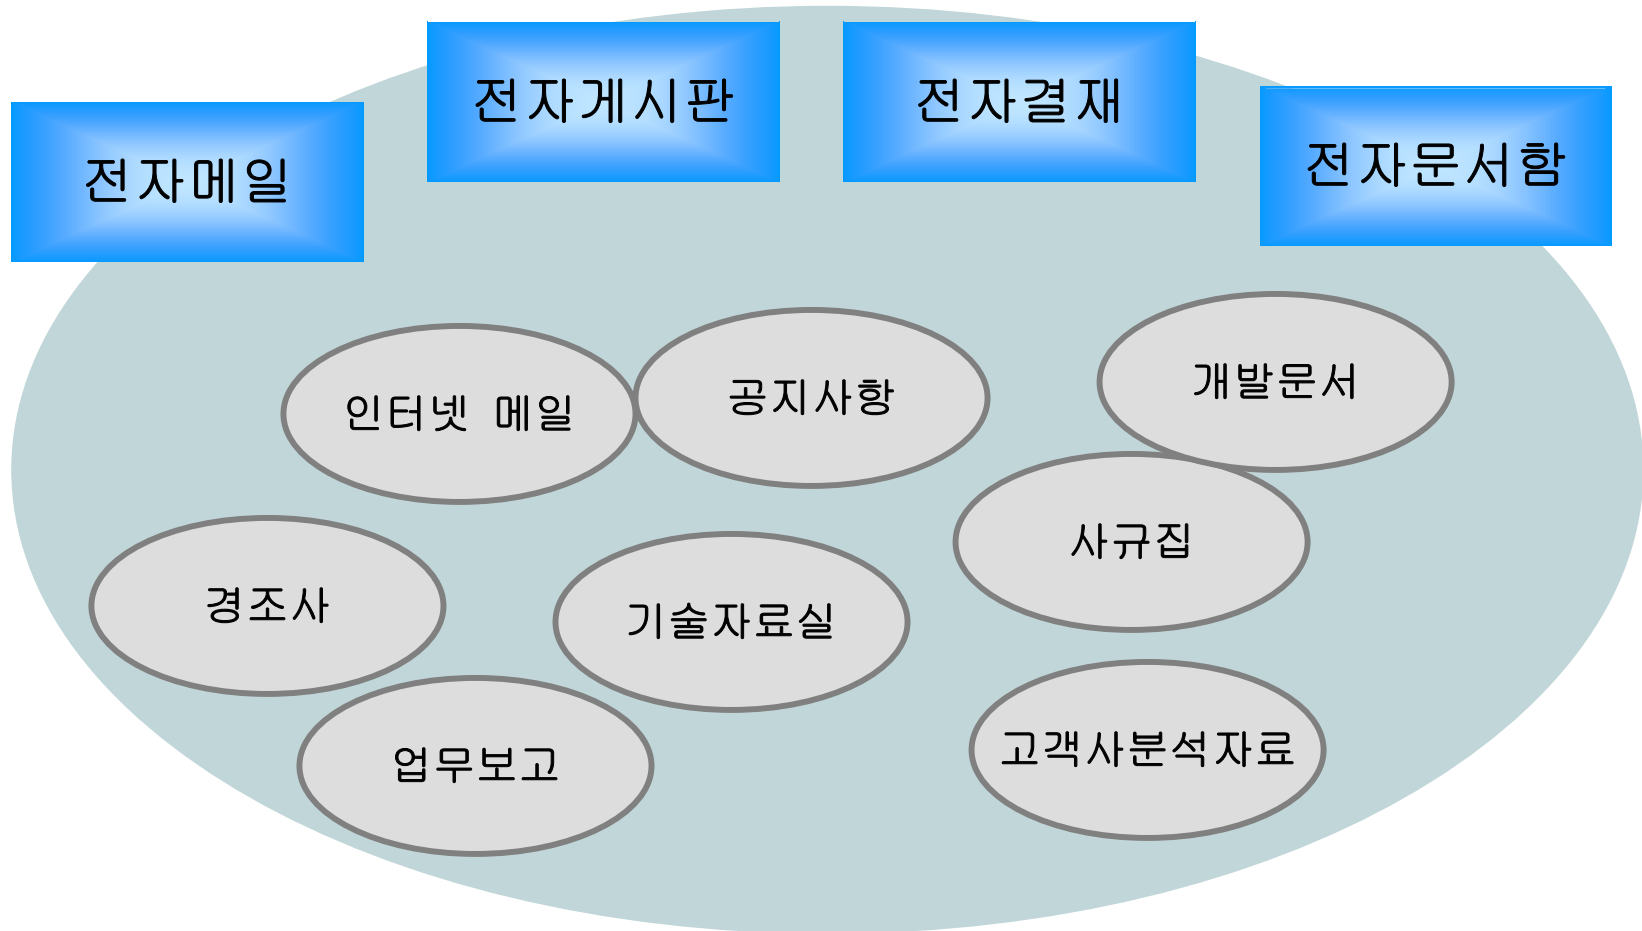 전자메일
전자게시판
전자결재
전자문서함
인터넷 메일
공지사항
개발문서
사규집
경조사
기술자료실
업무보고
고객사분석자료